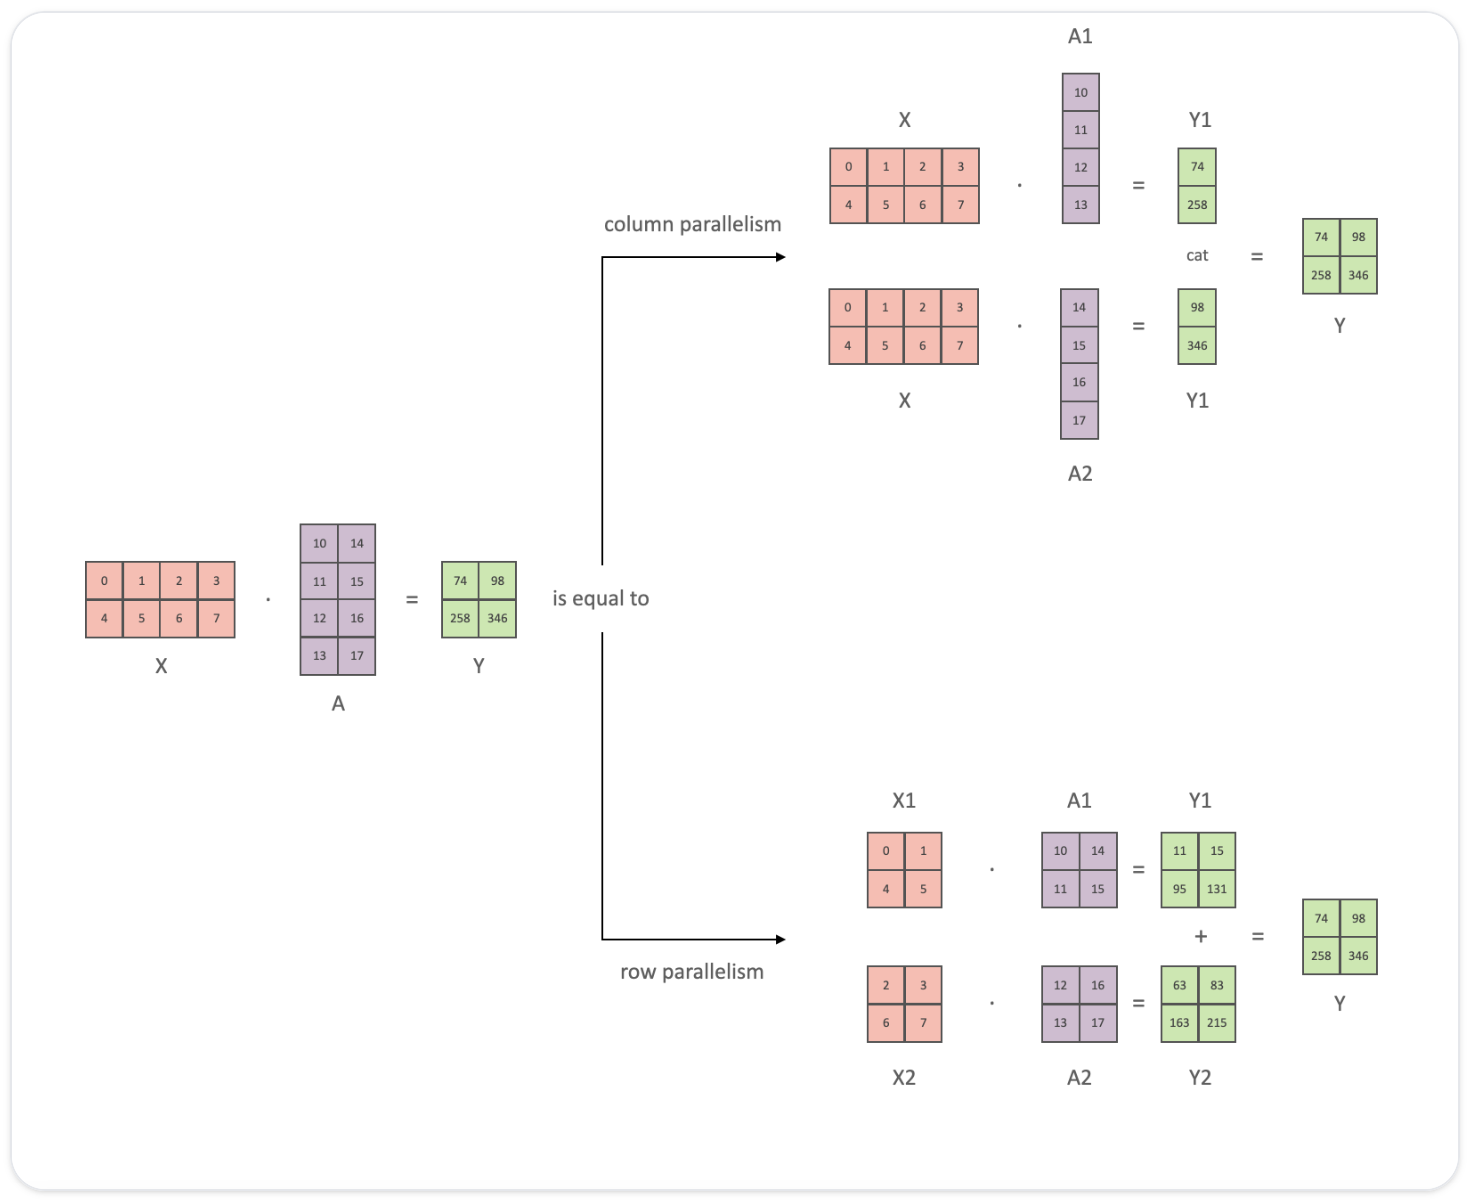 A1
10
11
12
13
X
0 1 2 3
4 5 6 7
.
=
Y1
74
258
column parallelism
cat
=
74 98
258 346
Y
0 1 2 3
4 5 6 7
X
.
14
15
16
17
A2
=
98
346
Y1
0 1 2 3
4 5 6 7
X
.
10 14
11 15
12 16
13 17
A
=
74 98
258 346
Y
is equal to
row parallelism
X1
0 1
4 5
.
A1
10 14
11 15
=
Y1
11 15
95 131
+
=
74 98
258 346
Y
2 3
6 7
X2
.
12 16
13 17
A2
=
63 83
163 215
Y2